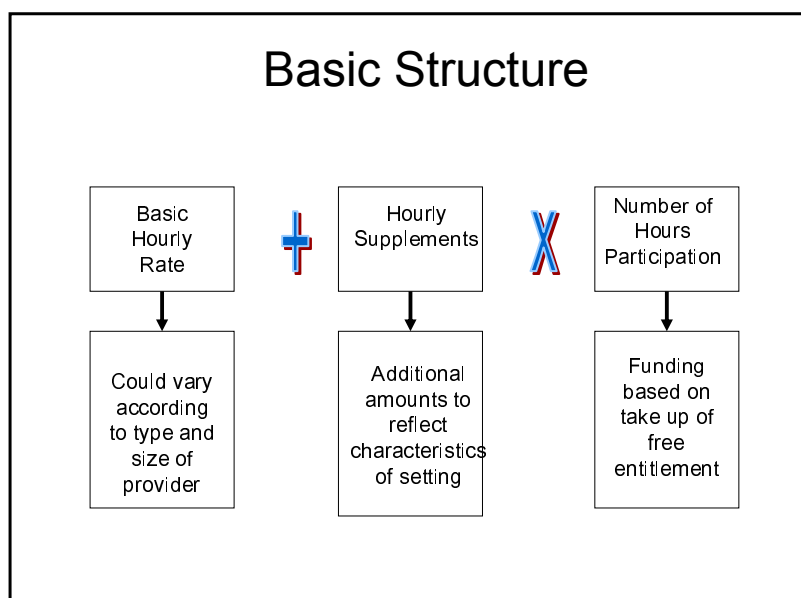 Basic Structure
Basic
Hourly
Rate
+
Hourly
Supplements
X
Number of
Hours
Participation
Could vary
according
to type and
size of
provider
Additional
amounts to
reflect
characteristics
of setting
Funding
based on
take up of
free
entitlement